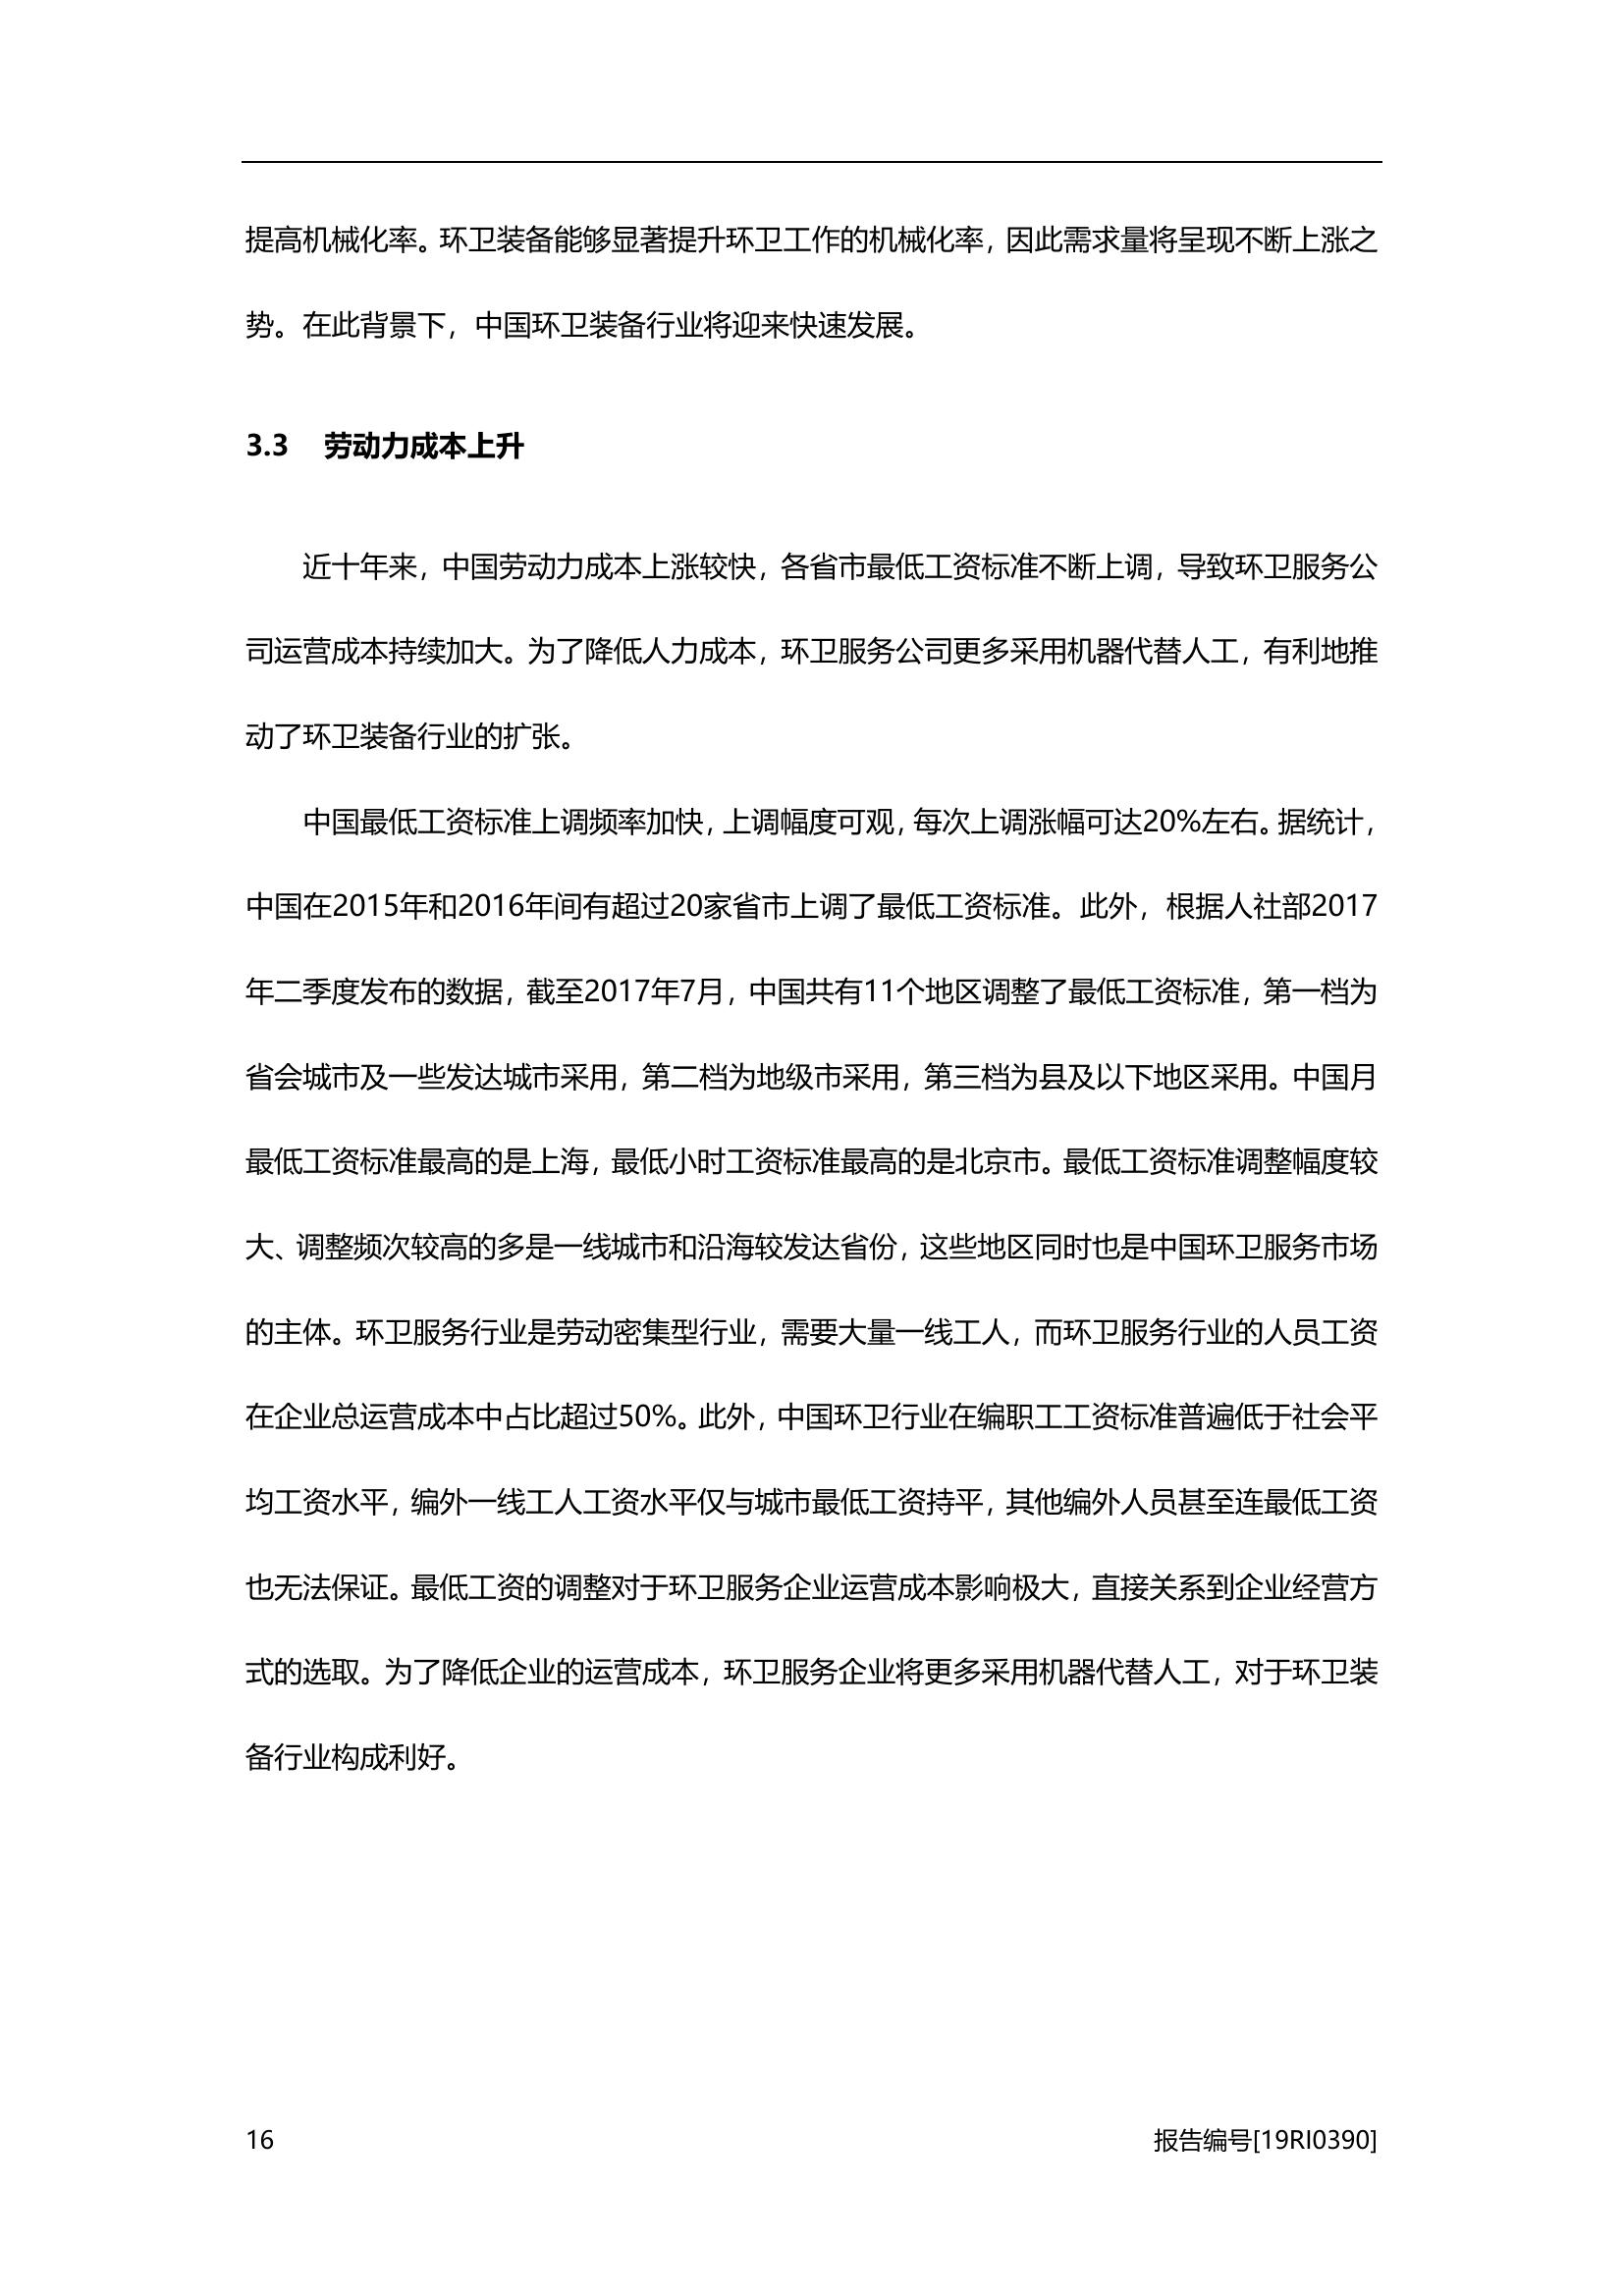 提高机械化率。环卫装备能够显著提升环卫工作的机械化率，因此需求量将呈现不断上涨之
势。在此背景下，中国环卫装备行业将迎来快速发展。
3.3 劳动力成本上升
近十年来，中国劳动力成本上涨较快，各省市最低工资标准不断上调，导致环卫服务公
司运营成本持续加大。为了降低人力成本，环卫服务公司更多采用机器代替人工，有利地推
动了环卫装备行业的扩张。
中国最低工资标准上调频率加快，上调幅度可观，每次上调涨幅可达20%左右。据统计，
中国在2015年和2016年间有超过20家省市上调了最低工资标准。此外，根据人社部2017
年二季度发布的数据，截至2017年7月，中国共有11个地区调整了最低工资标准，第一档为
省会城市及一些发达城市采用，第二档为地级市采用，第三档为县及以下地区采用。中国月
最低工资标准最高的是上海，最低小时工资标准最高的是北京市。最低工资标准调整幅度较
大、调整频次较高的多是一线城市和沿海较发达省份，这些地区同时也是中国环卫服务市场
的主体。环卫服务行业是劳动密集型行业，需要大量一线工人，而环卫服务行业的人员工资
在企业总运营成本中占比超过50%。此外，中国环卫行业在编职工工资标准普遍低于社会平
均工资水平，编外一线工人工资水平仅与城市最低工资持平，其他编外人员甚至连最低工资
也无法保证。最低工资的调整对于环卫服务企业运营成本影响极大，直接关系到企业经营方
式的选取。为了降低企业的运营成本，环卫服务企业将更多采用机器代替人工，对于环卫装
备行业构成利好。
16 报告编号[19RI0390]